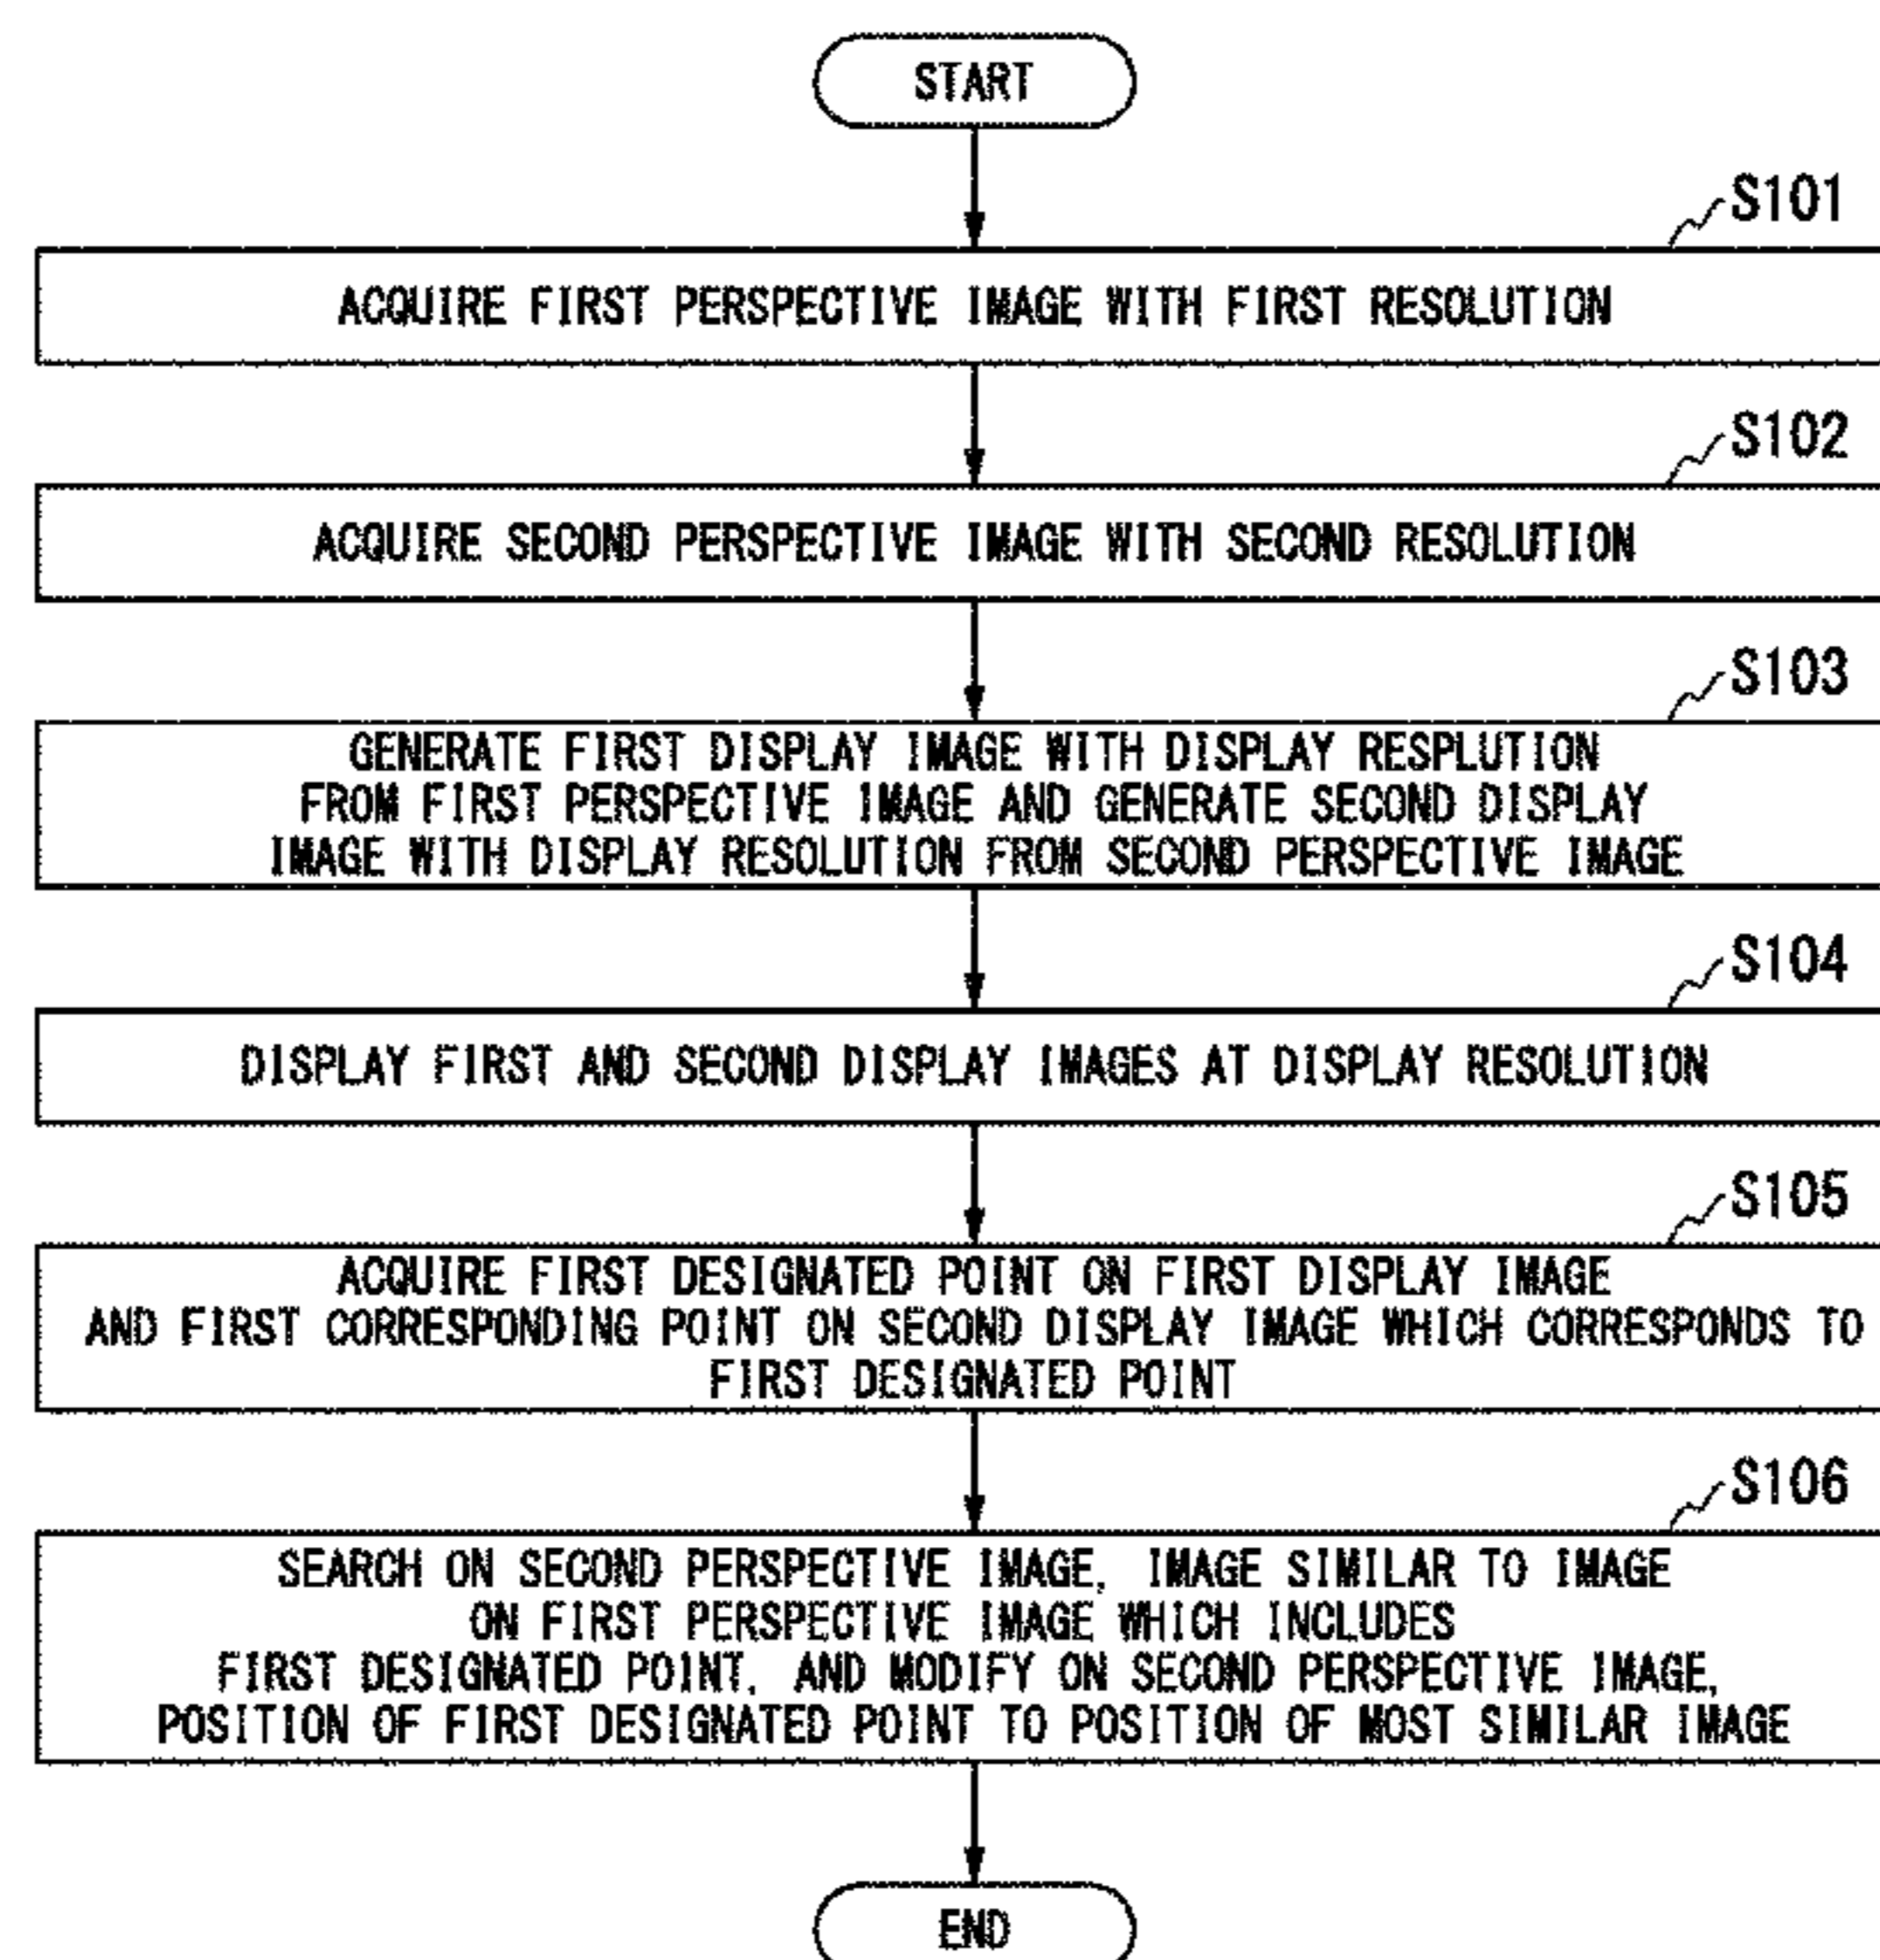 START
S101
ACQUIRE FIRST PERSPECTIVE IMAGE WITH FIRST RESOLUTION
S102
ACQUIRE SECOND PERSPECTIVE IMAGE WITH SECOND RESOLUTION
S103
GENERATE FIRST DISPLAY IMAGE WITH DISPLAY RESPLUTION
FROM FIRST PERSPECTIVE IMAGE AND GENERATE SECOND DISPLAY
IMAGE WITH DISPLAY RESOLUTION FROM SECOND PERSPECTIVE IMAGE
S104
DISPLAY FIRST AND SECOND DISPLAY IMAGES AT DISPLAY RESOLUTION
S105
ACQUIRE FIRST DESIGNATED POINT ON FIRST DISPLAY IMAGE
AND FIRST CORRESPONDING POINT ON SECOND DISPLAY IMAGE WHICH CORRESPONDS TO
FIRST DESIGNATED POINT
S106
SEARCH ON SECOND PERSPECTIVE IMAGE, IMAGE SIMILAR TO IMAGE
ON FIRST PERSPECTIVE IMAGE WHICH INCLUDES
FIRST DESIGNATED POINT, AND MODIFY ON SECOND PERSPECTIVE IMAGE,
POSITION OF FIRST DESIGNATED POINT TO POSITION OF MOST SIMILAR IMAGE
END